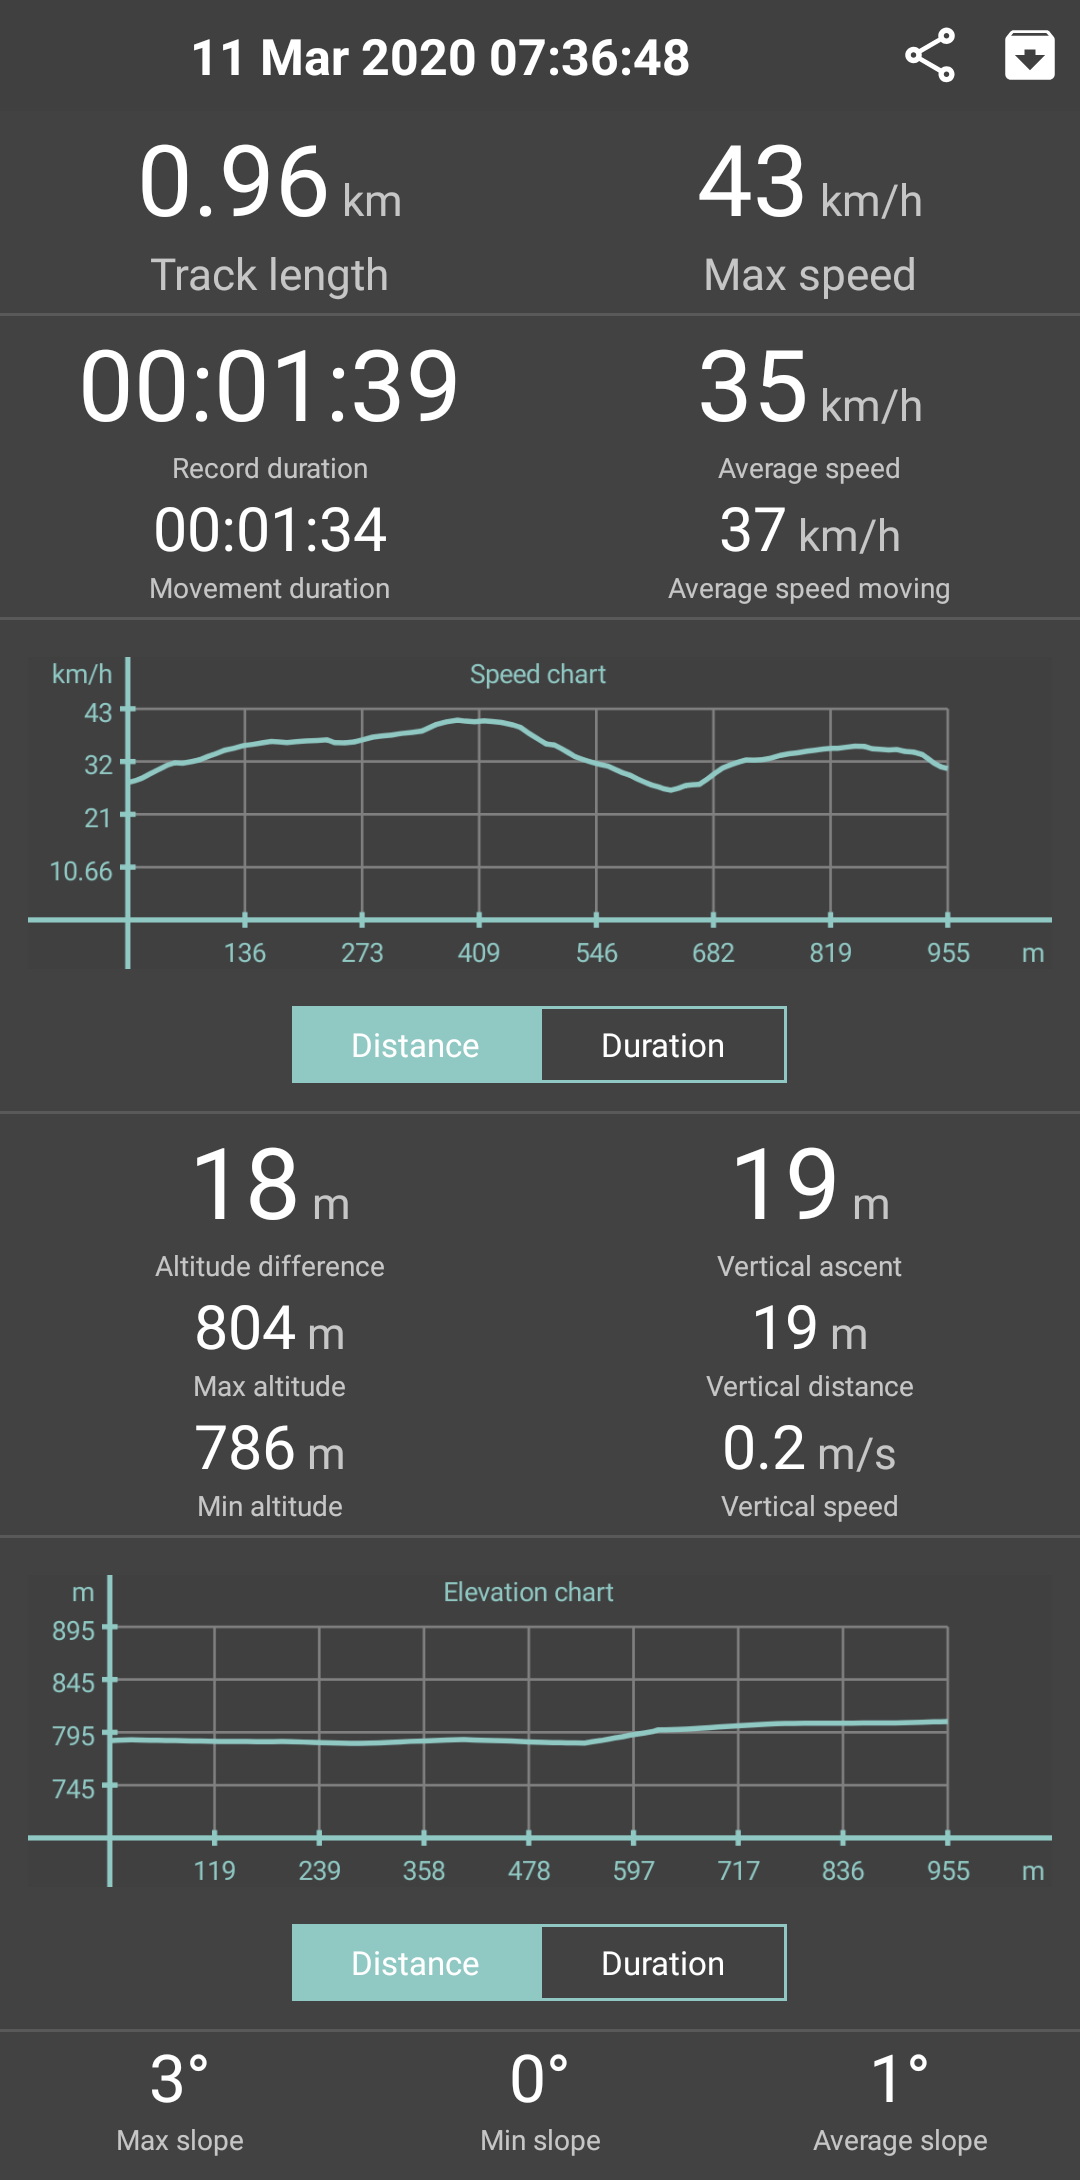 11 Mar 2020 07:36:48
0.96 km
Track length
43 km/h
Max speed
00:01:39
Record duration
00:01:34
Movement duration
35 km/h
Average speed
37 km/h
Average speed moving
km/h
Speed chart
43
32
21
10.66
136 273 409 546 682 819 955 m
Distance Duration
18 m
Altitude difference
804 m
Max altitude
786 m
Min altitude
19 m
Vertical ascent
19 m
Vertical distance
0.2 m/s
Vertical speed
m
Elevation chart
895
845
795
745
119 239 358 478 597 717 836 955 m
Distance Duration
3°
Max slope
0°
Min slope
1°
Average slope